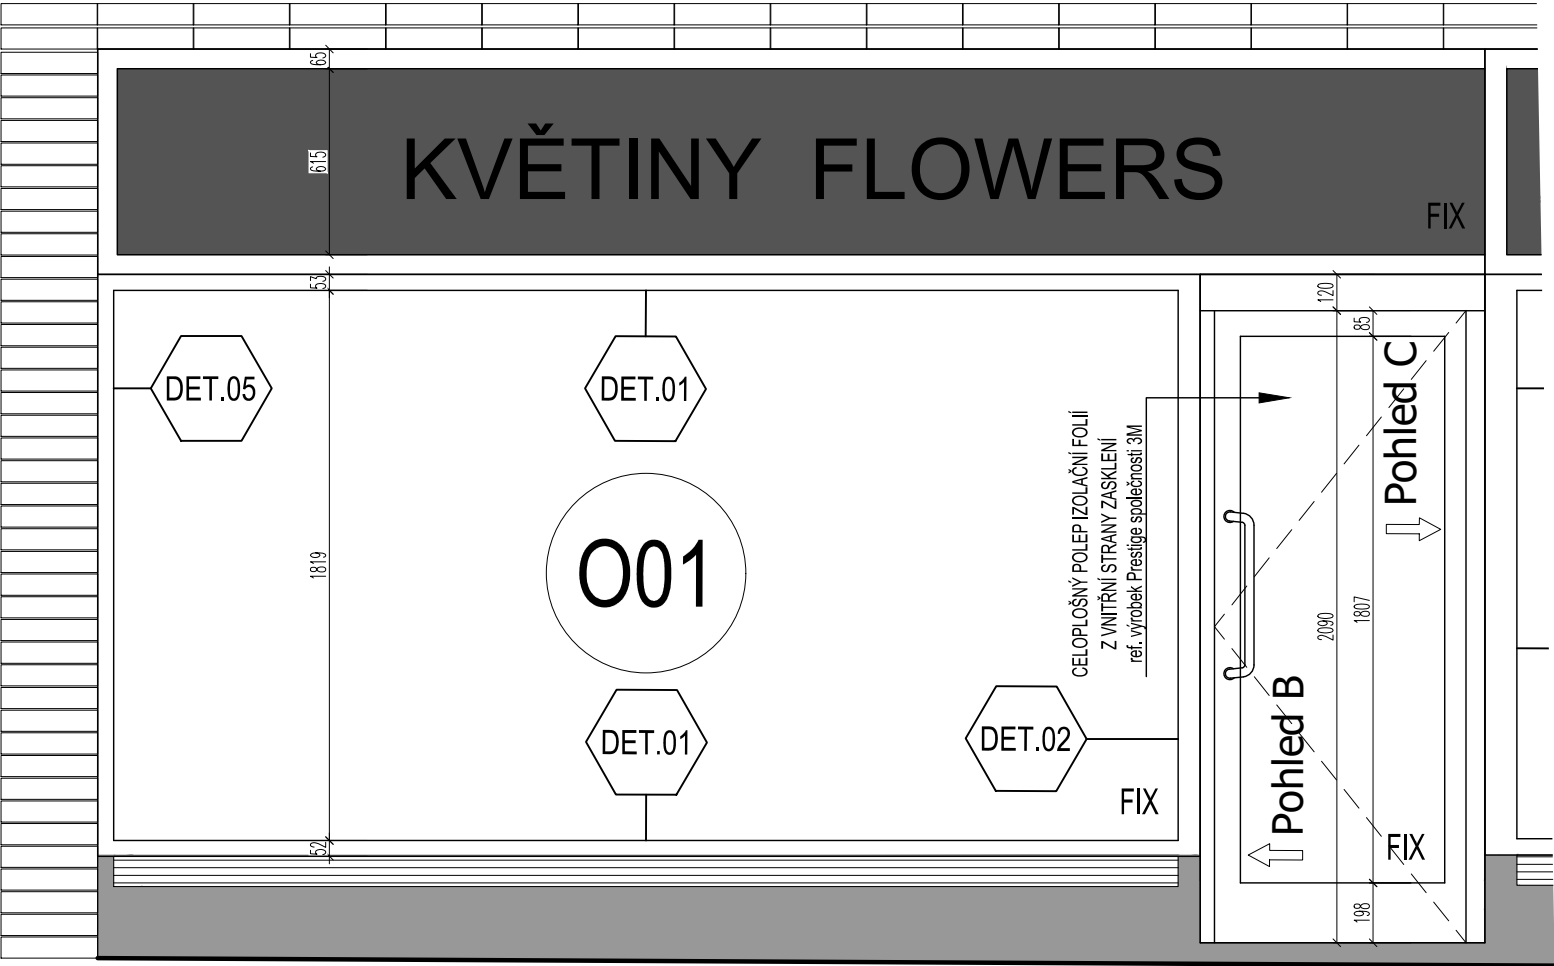 65
615
KVĚTINY FLOWERS
FIX
53
120
85
DET.05
DET.01
Pohled C
CELOPLOŠNÝ POLEP IZOLAČNÍ FOLIÍ
Z VNITŘNÍ STRANY ZASKLENÍ
ref. výrobek Prestige společnosti 3M
1819
O01
2090
1807
DET.01
DET.02
Pohled B
FIX
FIX
52
198